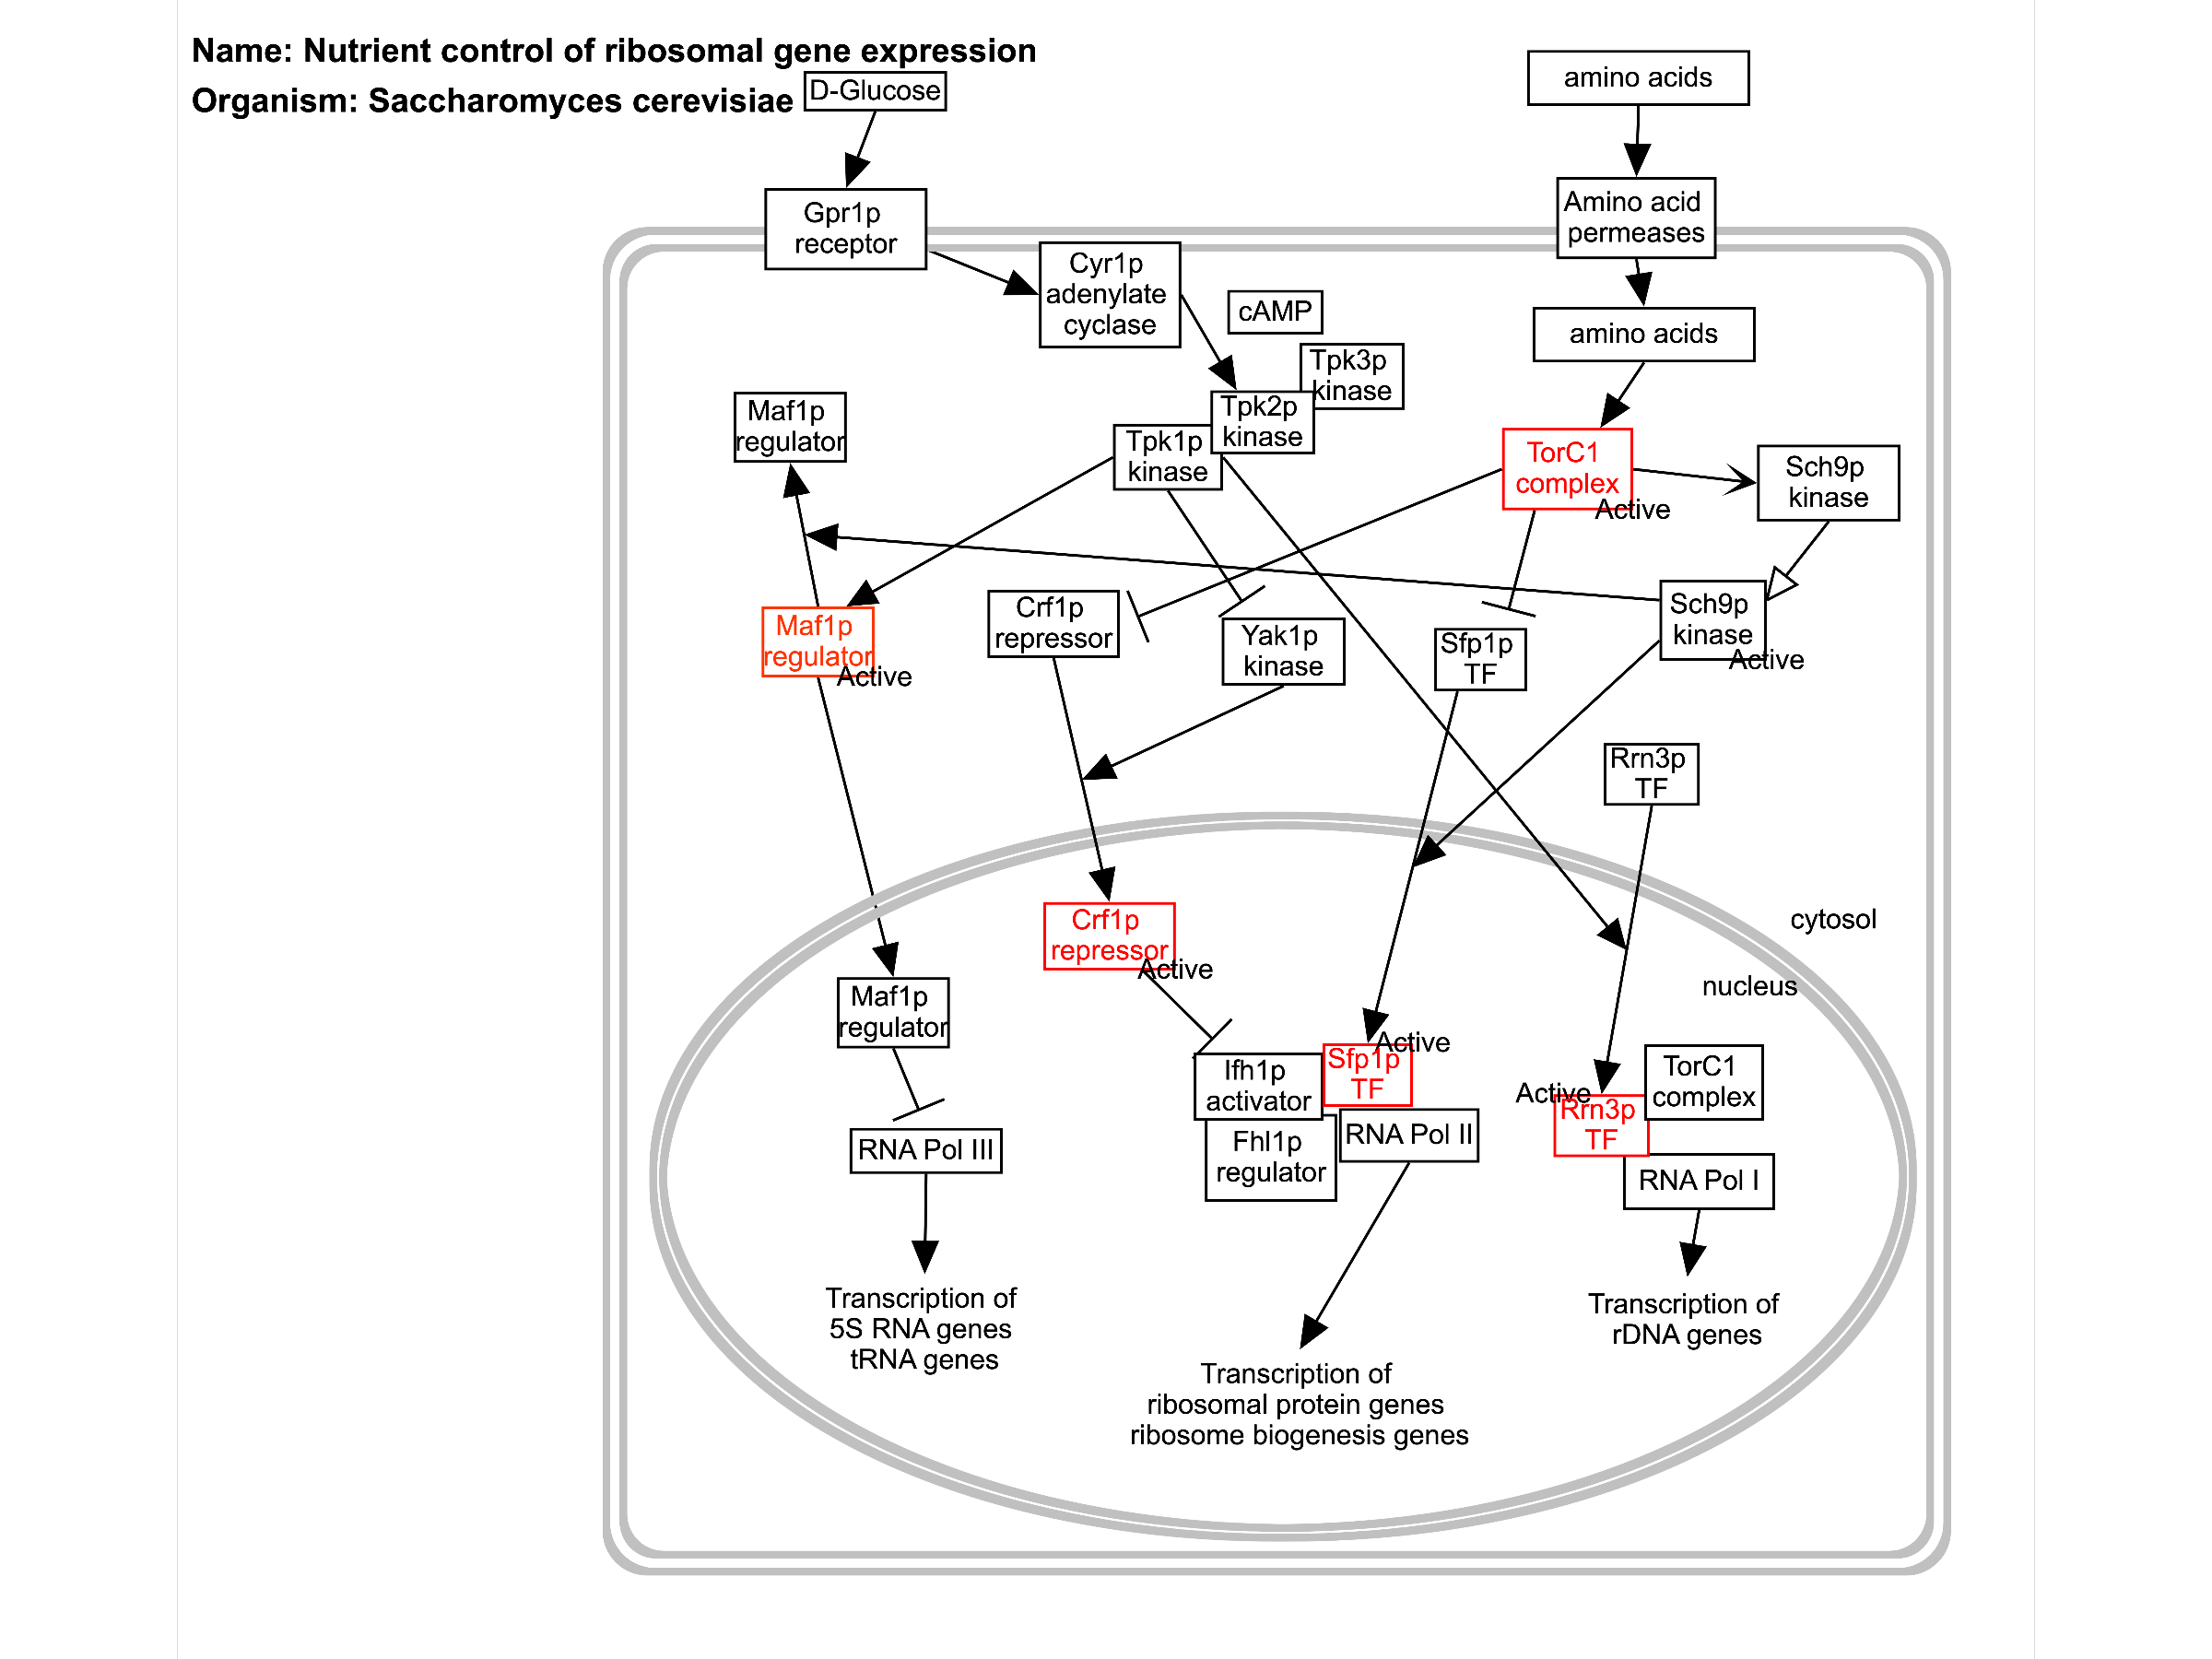 Name: Nutrient control of ribosomal gene expression
Organism: Saccharomyces cerevisiae
D-Glucose
amino acids
Gpr1p
receptor
Amino acid
permeases
Cyr1p
adenylate
cyclase
cAMP
amino acids
Tpk3p
kinase
Tpk2p
kinase
Tpk1p
kinase
Maf1p
regulator
TorC1
complex
Active
Sch9p
kinase
Maf1p
regulator
Active
Crf1p
repressor
Yak1p
kinase
Sfp1p
TF
Sch9p
kinase
Active
Rrn3p
TF
cytosol
nucleus
Crf1p
repressor
Active
Maf1p
regulator
Ifh1p
activator
Active
Sfp1p
TF
Fhl1p
regulator
RNA Pol II
Active
Rrn3p
TF
TorC1
complex
RNA Pol I
RNA Pol III
Transcription of
5S RNA genes
tRNA genes
Transcription of
ribosomal protein genes
ribosome biogenesis genes
Transcription of
rDNA genes